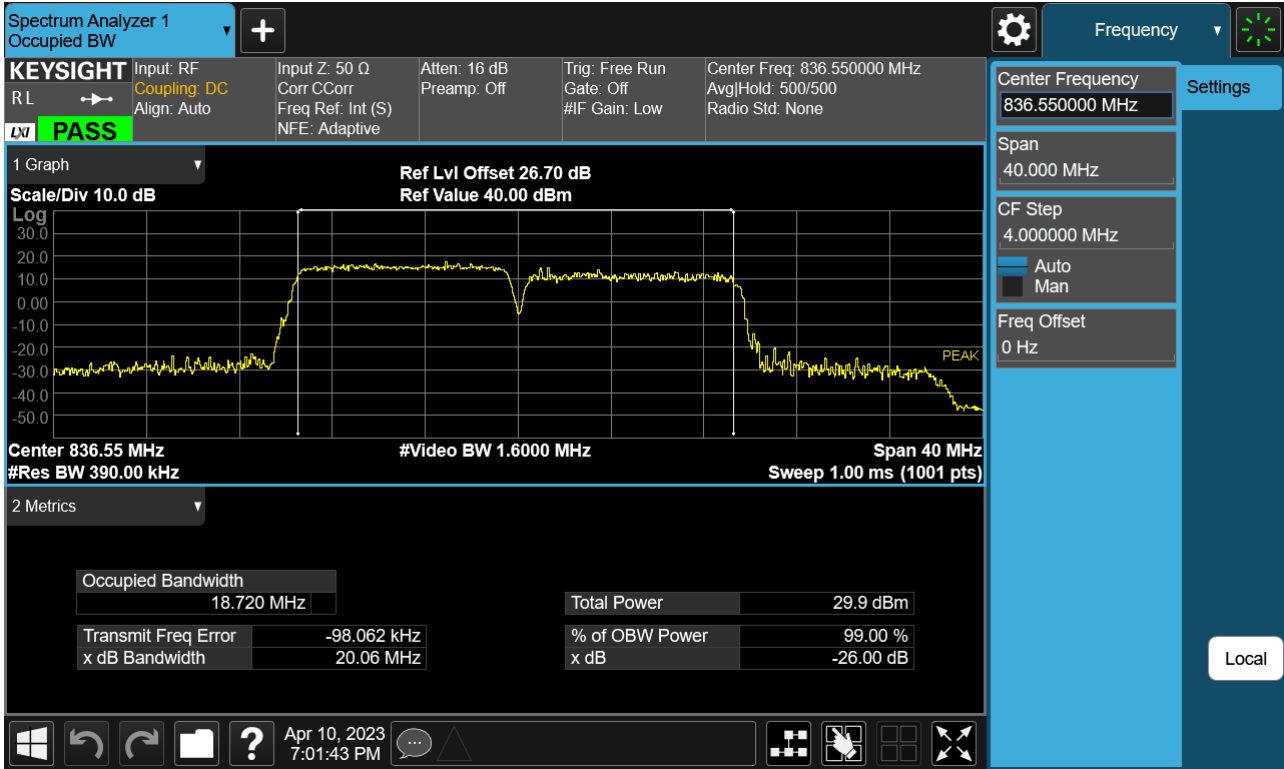 Spectrum Analyzer 1
Occupied BW
Frequency
KEYSIGHT
R L
LXI PASS
Input: RF
Coupling: DC
Align: Auto
Input Z: 50 Ω
Corr CCorr
Freq Ref: Int (S)
NFE: Adaptive
Atten: 16 dB
Preamp: Off
Trig: Free Run
Gate: Off
#IF Gain: Low
Center Freq: 836.550000 MHz
Avg|Hold: 500/500
Radio Std: None
Center Frequency
836.550000 MHz
Settings
Span
40.000 MHz
CF Step
4.000000 MHz
Auto
Man
Freq Offset
0 Hz
Local
1 Graph
Ref Lvl Offset 26.70 dB
Scale/Div 10.0 dB
Ref Value 40.00 dBm
Log
30.0
20.0
10.0
0.00
-10.0
-20.0
-30.0
-40.0
-50.0
PEAK
Center 836.55 MHz
#Video BW 1.6000 MHz
Span 40 MHz
#Res BW 390.00 kHz
Sweep 1.00 ms (1001 pts)
2 Metrics
Occupied Bandwidth
18.720 MHz
Total Power 29.9 dBm
Transmit Freq Error -98.062 kHz
% of OBW Power 99.00 %
x dB Bandwidth 20.06 MHz
x dB -26.00 dB
?
Apr 10, 2023
7:01:43 PM